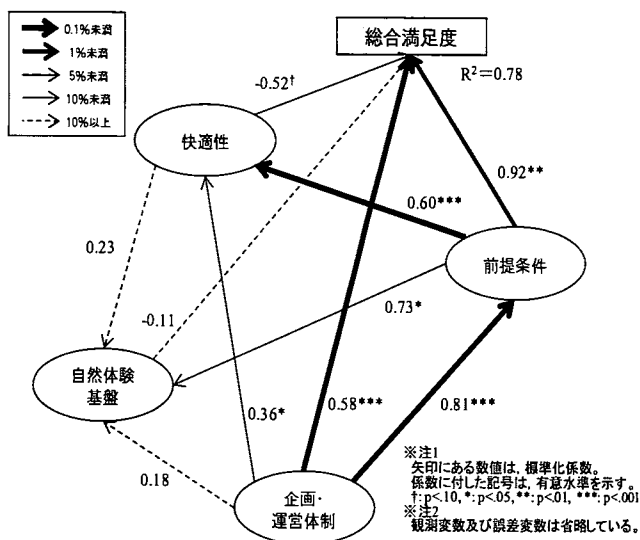 0.1%未満
1%未満
5%未満
10%未満
10%以上
総合満足度
R²=0.78
-0.52†
快適性
0.92**
0.60***
前提条件
0.23
-0.11
0.73*
自然体験
基盤
0.36*
0.58***
0.81***
0.18
企画・
運営体制
※注1
矢印にある数値は，標準化係数。
係数に付した記号は，有意水準を示す。
†:p<.10, *:p<.05, **:p<.01, ***:p<.001
※注2
観測変数及び誤差変数は省略している。